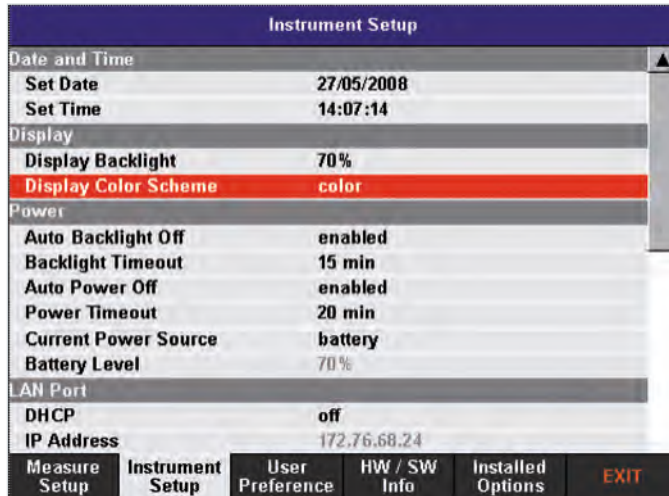 Instrument Setup
Date and Time
Set Date 27/05/2008
Set Time 14:07:14
Display
Display Backlight 70%
Display Color Scheme color
Power
Auto Backlight Off enabled
Backlight Timeout 15 min
Auto Power Off enabled
Power Timeout 20 min
Current Power Source battery
Battery Level 70%
LAN Port
DHCP off
IP Address 172.76.68.24
Measure Setup
Instrument Setup
User Preference
HW / SW Info
Installed Options
EXIT